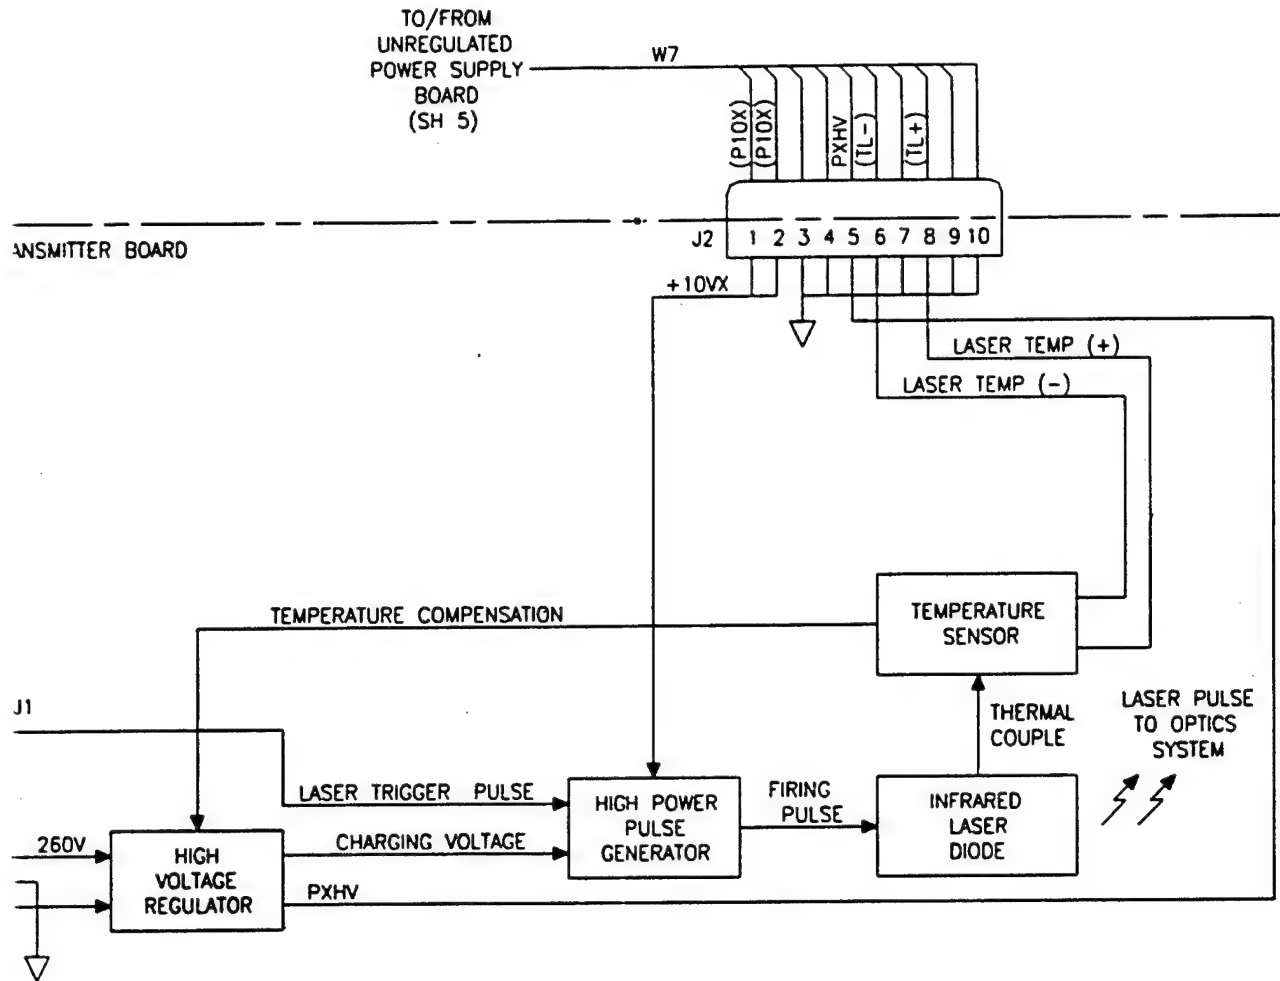 TO/FROM
UNREGULATED
POWER SUPPLY
BOARD
(SH 5)
W7
(P10X)
(P10X)
PXHV
(TL-)
(TL+)
ANSMITTER BOARD
J2 1 2 3 4 5 6 7 8 9 10
+10VX
LASER TEMP (+)
LASER TEMP (-)
TEMPERATURE COMPENSATION
TEMPERATURE
SENSOR
J1
THERMAL
COUPLE
LASER PULSE
TO OPTICS
SYSTEM
LASER TRIGGER PULSE
HIGH POWER
PULSE
GENERATOR
FIRING
PULSE
INFRARED
LASER
DIODE
260V
HIGH
VOLTAGE
REGULATOR
CHARGING VOLTAGE
PXHV